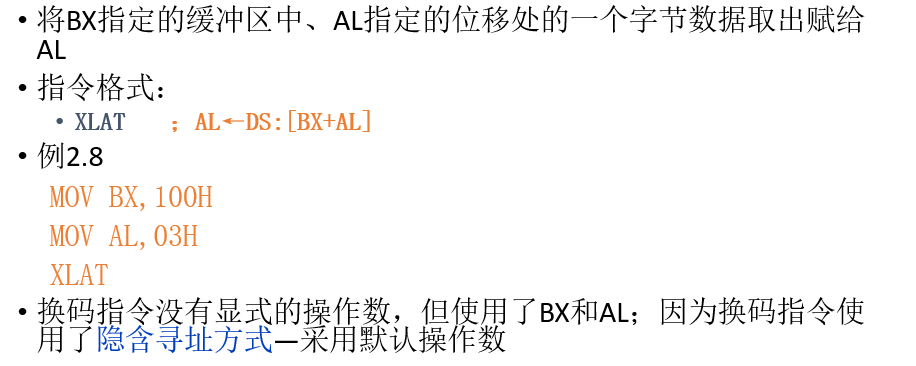 • 将BX指定的缓冲区中、AL指定的位移处的一个字节数据取出赋给
AL
• 指令格式：
• XLAT ；AL←DS:[BX+AL]
• 例2.8
MOV BX,100H
MOV AL,03H
XLAT
• 换码指令没有显式的操作数，但使用了BX和AL；因为换码指令使
用了隐含寻址方式—采用默认操作数